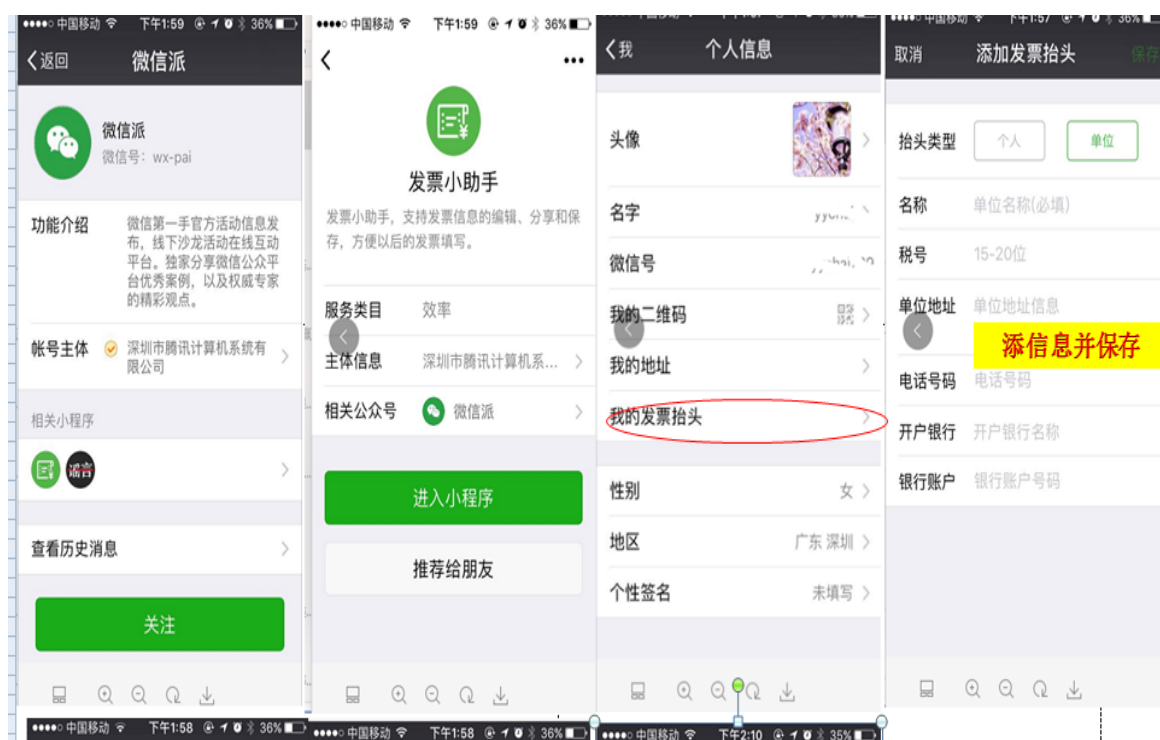 中国移动 下午1:59 36%
返回 微信派
微信派
微信号：wx-pai
功能介绍
微信第一手官方活动信息发
布，线下沙龙活动在线互动
平台。独家分享微信公众平
台优秀案例，以及权威专家
的精彩观点。
帐号主体
深圳市腾讯计算机系统有
限公司
相关小程序
谣言
查看历史消息
关注
中国移动 下午1:58 36%
中国移动 下午1:59 36%
发票小助手
发票小助手，支持发票信息的编辑、分享和保
存，方便以后的发票填写。
服务类目 效率
主体信息 深圳市腾讯计算机系...
相关公众号 微信派
进入小程序
推荐给朋友
中国移动 下午1:58 36%
我 个人信息
头像
名字
微信号
我的二维码
我的地址
我的发票抬头
性别 女
地区 广东 深圳
个性签名 未填写
中国移动 下午2:10 35%
中国移动 下午1:57 36%
取消 添加发票抬头 保存
抬头类型 个人 单位
名称 单位名称(必填)
税号 15-20位
单位地址 单位地址信息
添信息并保存
电话号码 电话号码
开户银行 开户银行名称
银行账户 银行账户号码